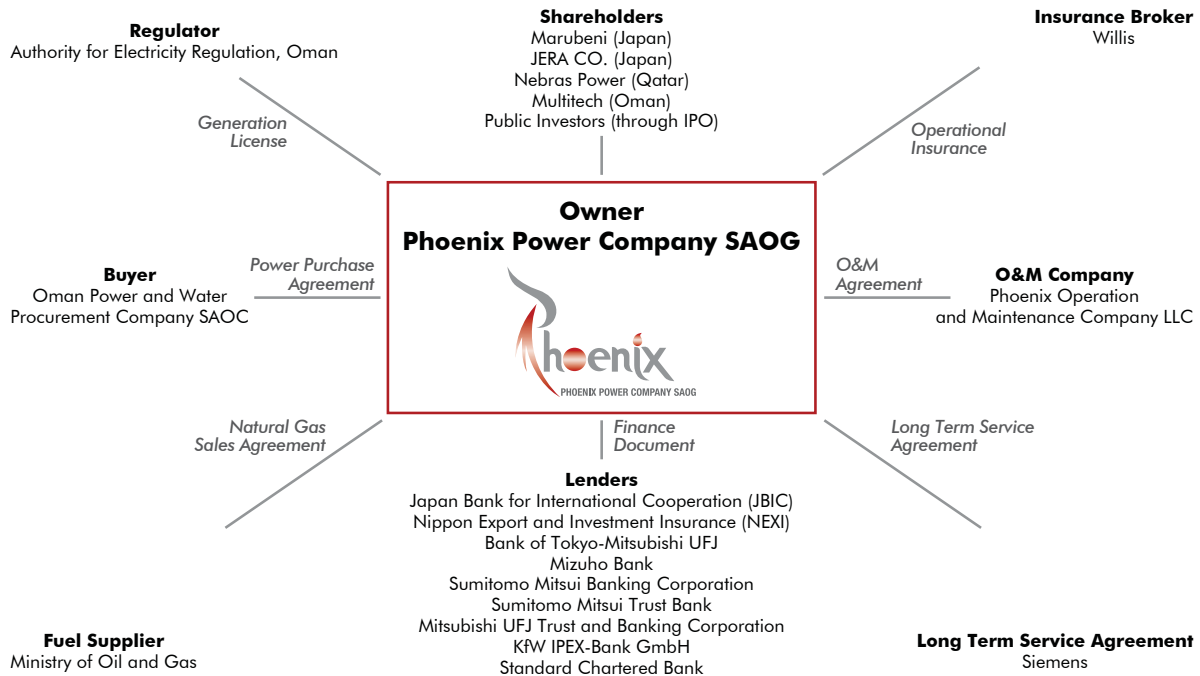 Regulator
Authority for Electricity Regulation, Oman
Shareholders
Marubeni (Japan)
JERA CO. (Japan)
Nebras Power (Qatar)
Multitech (Oman)
Public Investors (through IPO)
Insurance Broker
Willis
Generation
License
Operational
Insurance
Owner
Phoenix Power Company SAOG
Phoenix
PHOENIX POWER COMPANY SAOG
Buyer
Oman Power and Water
Procurement Company SAOC
Power Purchase
Agreement
O&M
Agreement
O&M Company
Phoenix Operation
and Maintenance Company LLC
Natural Gas
Sales Agreement
Finance
Document
Long Term Service
Agreement
Lenders
Japan Bank for International Cooperation (JBIC)
Nippon Export and Investment Insurance (NEXI)
Bank of Tokyo-Mitsubishi UFJ
Mizuho Bank
Sumitomo Mitsui Banking Corporation
Sumitomo Mitsui Trust Bank
Mitsubishi UFJ Trust and Banking Corporation
KfW IPEX-Bank GmbH
Standard Chartered Bank
Fuel Supplier
Ministry of Oil and Gas
Long Term Service Agreement
Siemens